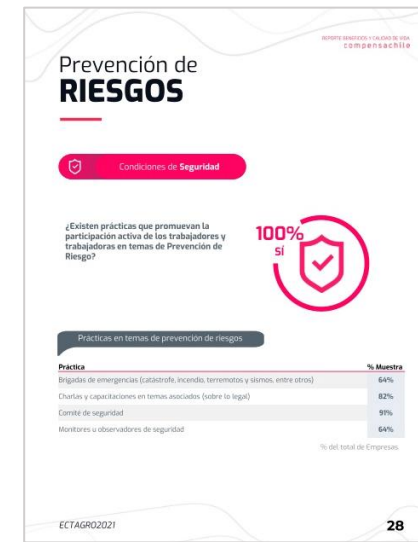 REPORTE BENEFICIOS Y CALIDAD DE VIDA
compensachile
Prevención de
RIESGOS
Condiciones de Seguridad
¿Existen prácticas que promuevan la
participación activa de los trabajadores y
trabajadoras en temas de Prevención de
Riesgo?
100%
SÍ
Prácticas en temas de prevención de riesgos
Práctica % Muestra
Brigadas de emergencias (catástrofe, incendio, terremotos y sismos, entre otros) 64%
Charlas y capacitaciones en temas asociados (sobre lo legal) 82%
Comité de seguridad 91%
Monitores u observadores de seguridad 64%
% del total de Empresas
ECTAGRO2021
28